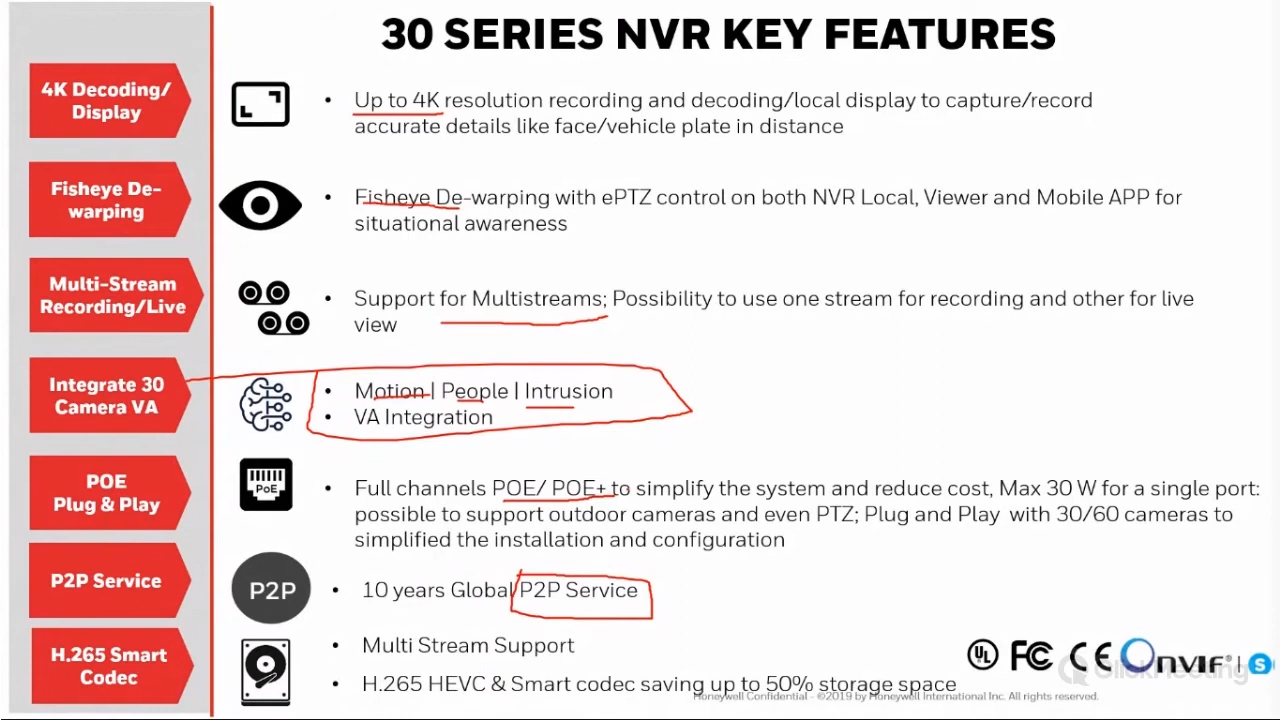 30 SERIES NVR KEY FEATURES
4K Decoding/
Display
• Up to 4K resolution recording and decoding/local display to capture/record
accurate details like face/vehicle plate in distance
Fisheye De-
warping
• Fisheye De-warping with ePTZ control on both NVR Local, Viewer and Mobile APP for
situational awareness
Multi-Stream
Recording/Live
• Support for Multistreams; Possibility to use one stream for recording and other for live
view
Integrate 30
Camera VA
• Motion | People | Intrusion
• VA Integration
POE
Plug & Play
PoE
• Full channels POE/ POE+ to simplify the system and reduce cost, Max 30 W for a single port:
possible to support outdoor cameras and even PTZ; Plug and Play with 30/60 cameras to
simplified the installation and configuration
P2P Service
P2P
• 10 years Global P2P Service
H.265 Smart
Codec
• Multi Stream Support
• H.265 HEVC & Smart codec saving up to 50% storage space
UL FC CE ONVIF | S
ClickMeeting
Honeywell Confidential - ©2019 by Honeywell International Inc. All rights reserved.